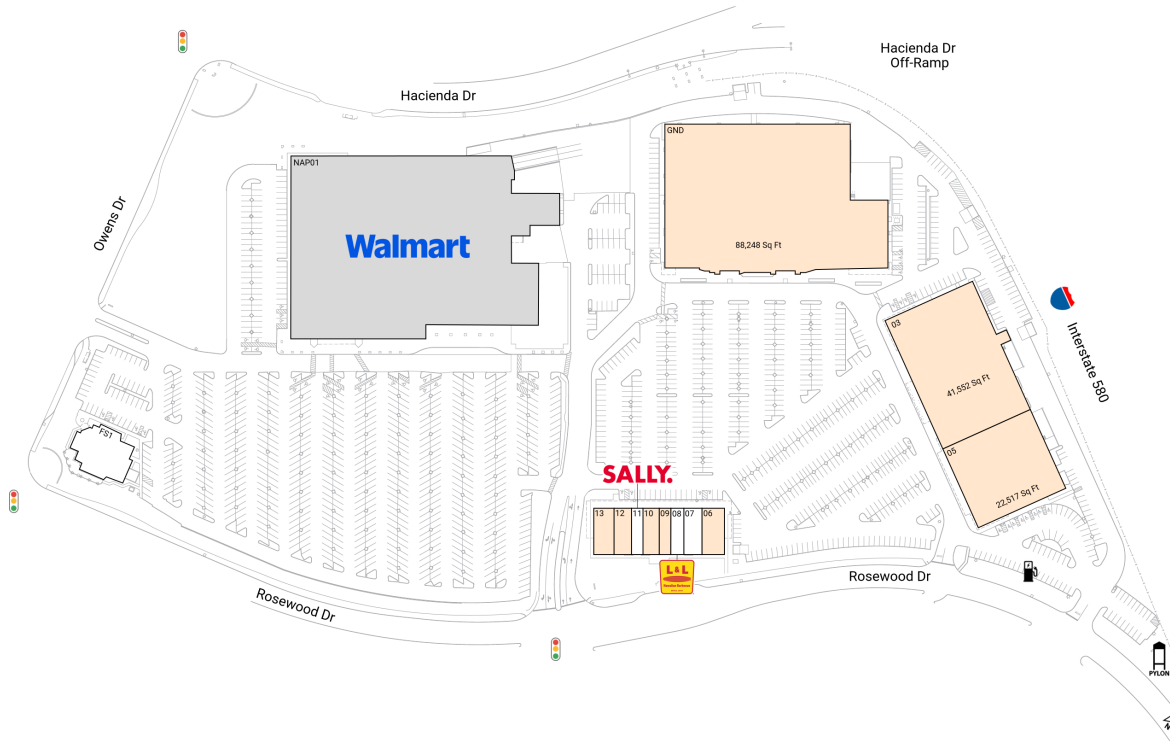 Hacienda Dr
Off-Ramp
Hacienda Dr
GND
NAP01
Owens Dr
Walmart
88,248 Sq Ft
03
Interstate 580
41,552 Sq Ft
FS1
05
SALLY.
22,517 Sq Ft
13 12 11 10 09 08 07 06
L & L
Hawaiian Barbecue
Rosewood Dr
Rosewood Dr
PYLON
N